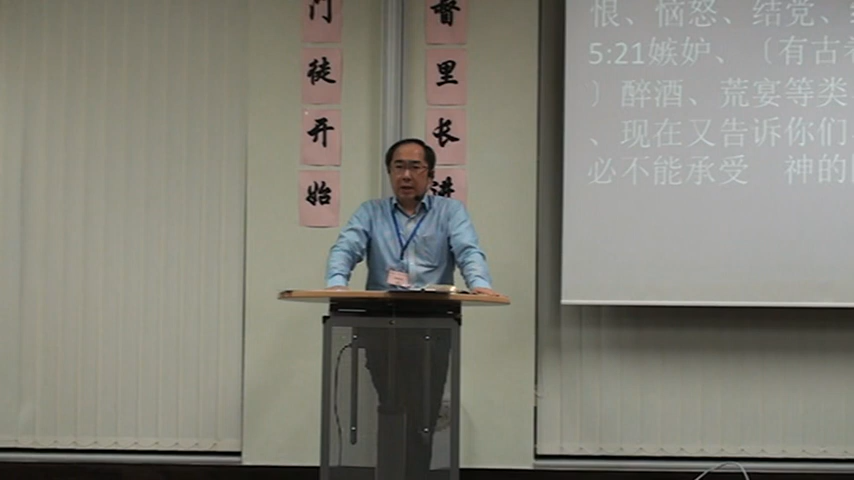 门徒开始
督里长进
恨、恼怒、结党、
5:21嫉妒、〔有古
〕醉酒、荒宴等类
、现在又告诉你们
必不能承受 神的